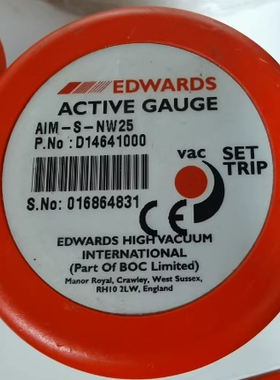 EDWARDS
ACTIVE GAUGE
AIM-S-NW25
P.No : D14641000
vac
SET
TRIP
S.No: 016864831
CE
EDWARDS HIGH VACUUM
INTERNATIONAL
(Part Of BOC Limited)
Manor Royal, Crawley, West Sussex,
RH10 2LW, England